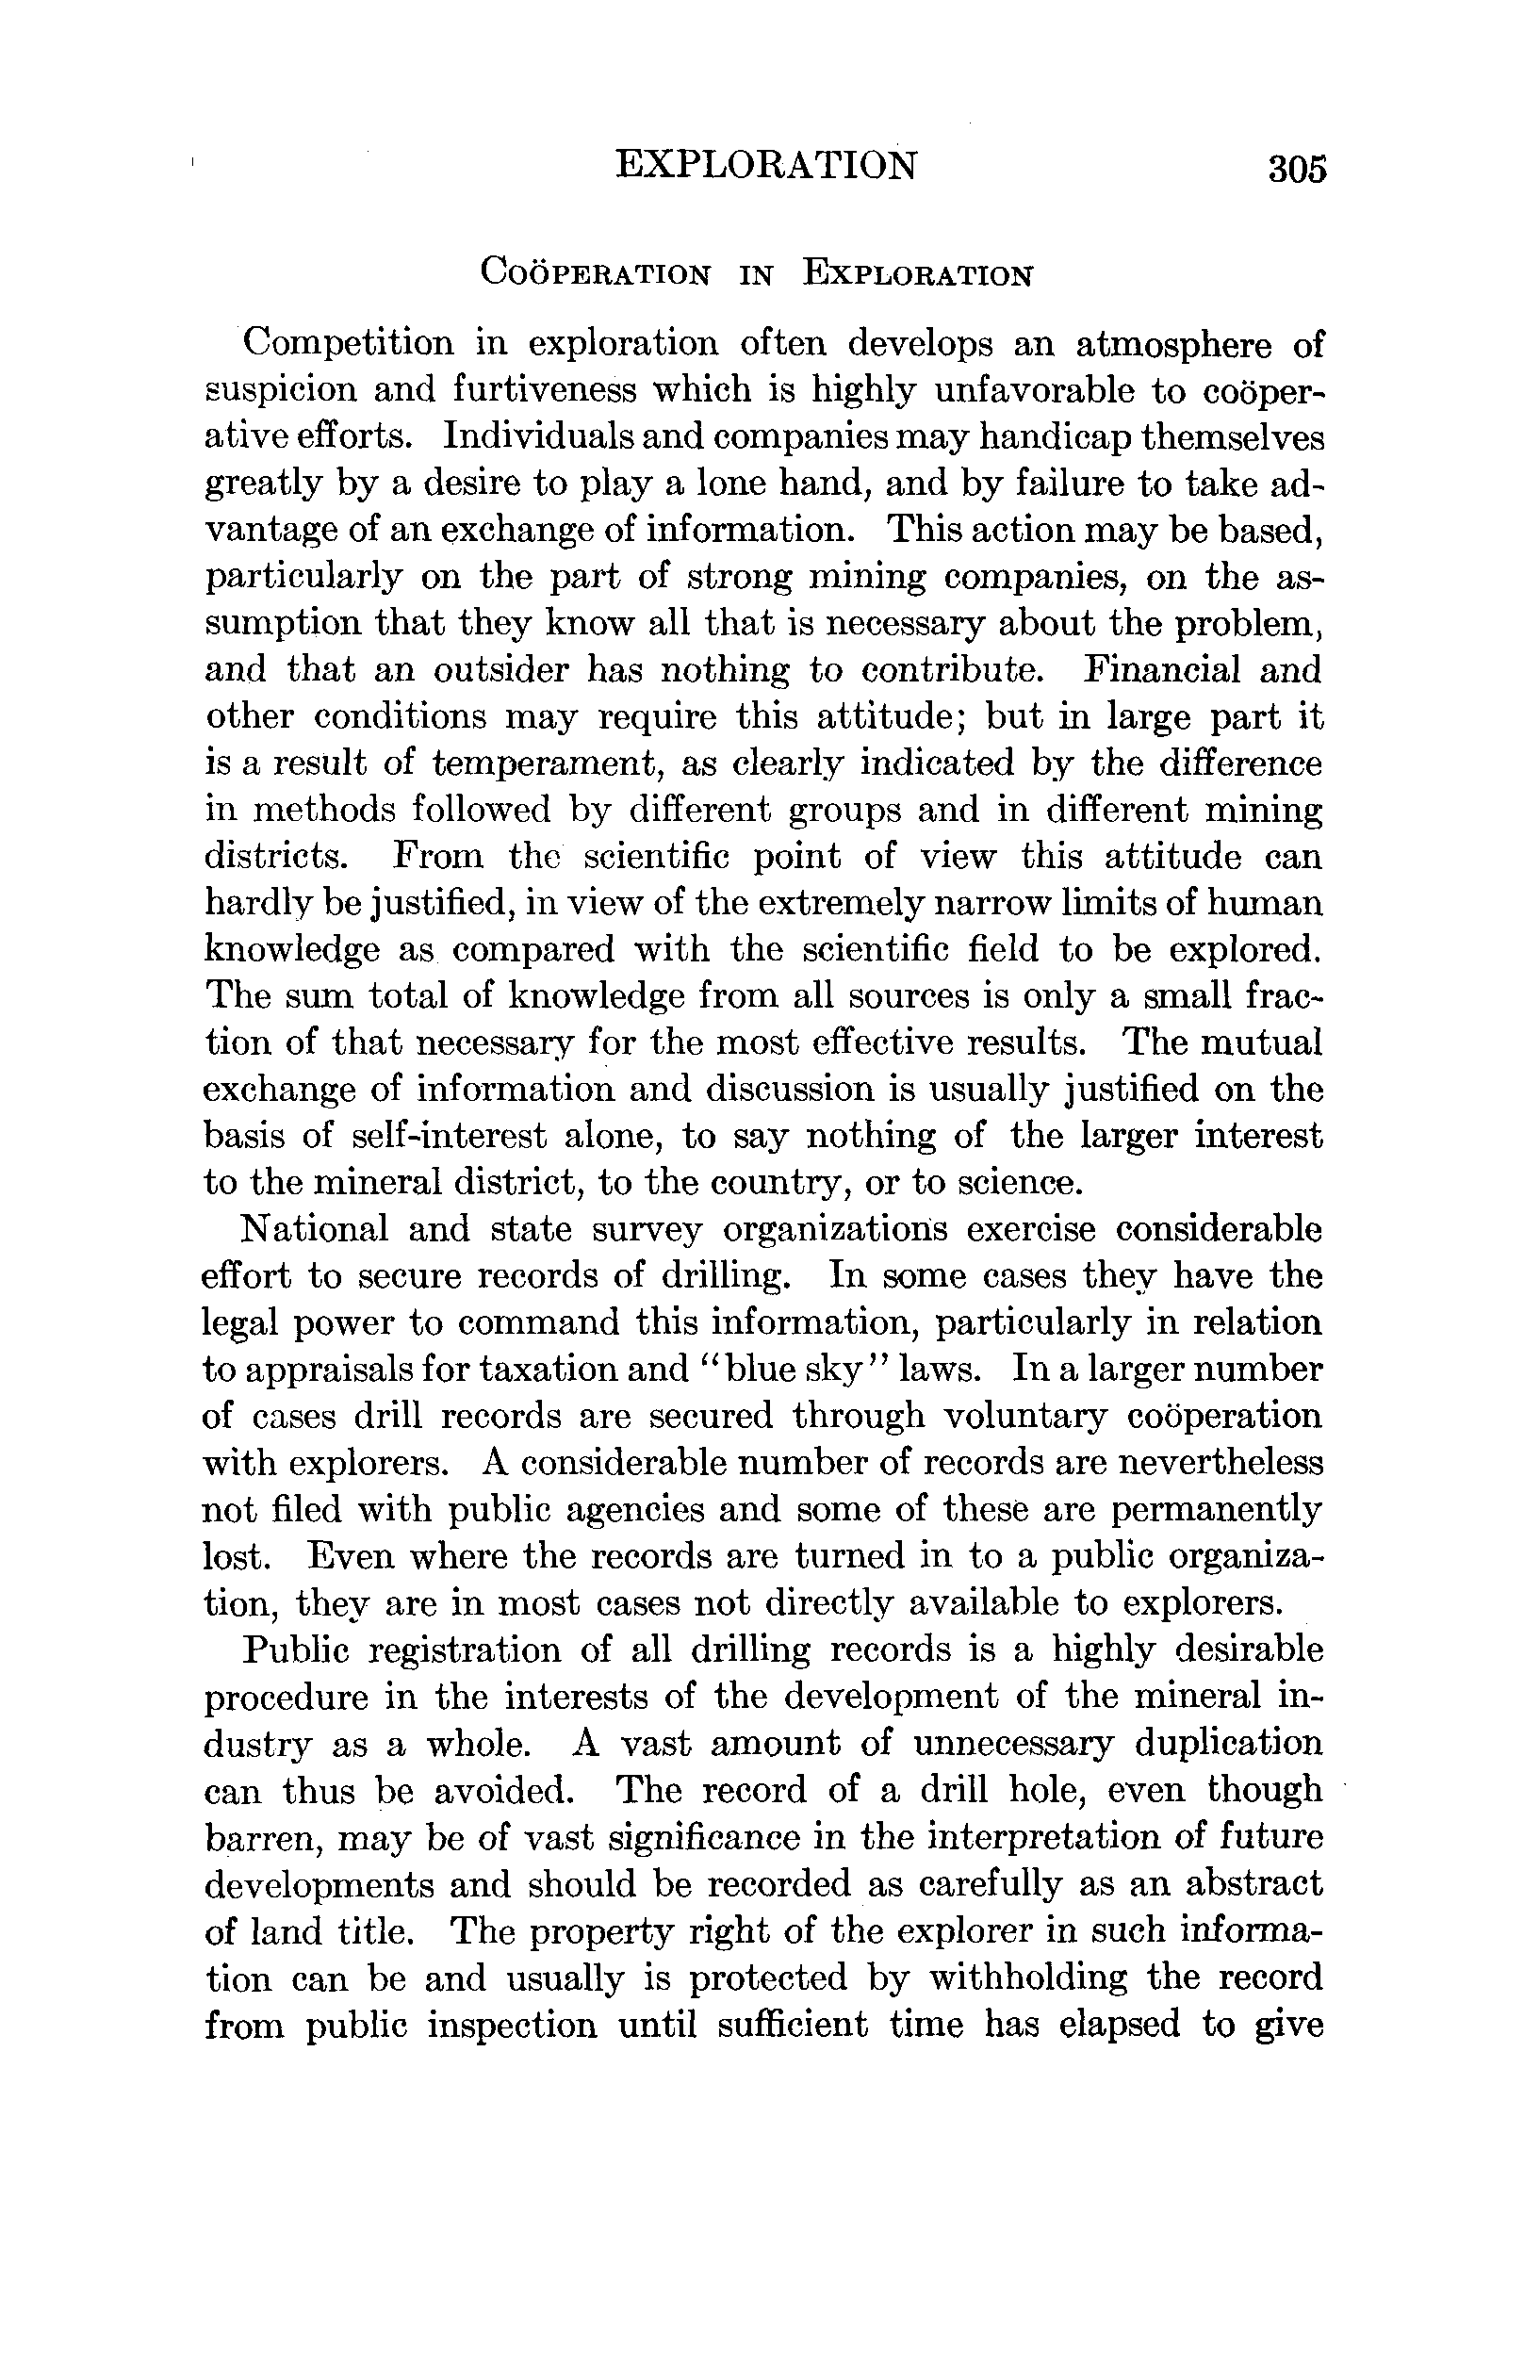 EXPLORATION 305
COÖPERATION IN EXPLORATION
Competition in exploration often develops an atmosphere of
suspicion and furtiveness which is highly unfavorable to coöper-
ative efforts. Individuals and companies may handicap themselves
greatly by a desire to play a lone hand, and by failure to take ad-
vantage of an exchange of information. This action may be based,
particularly on the part of strong mining companies, on the as-
sumption that they know all that is necessary about the problem,
and that an outsider has nothing to contribute. Financial and
other conditions may require this attitude; but in large part it
is a result of temperament, as clearly indicated by the difference
in methods followed by different groups and in different mining
districts. From the scientific point of view this attitude can
hardly be justified, in view of the extremely narrow limits of human
knowledge as compared with the scientific field to be explored.
The sum total of knowledge from all sources is only a small frac-
tion of that necessary for the most effective results. The mutual
exchange of information and discussion is usually justified on the
basis of self-interest alone, to say nothing of the larger interest
to the mineral district, to the country, or to science.
National and state survey organizations exercise considerable
effort to secure records of drilling. In some cases they have the
legal power to command this information, particularly in relation
to appraisals for taxation and "blue sky" laws. In a larger number
of cases drill records are secured through voluntary coöperation
with explorers. A considerable number of records are nevertheless
not filed with public agencies and some of these are permanently
lost. Even where the records are turned in to a public organiza-
tion, they are in most cases not directly available to explorers.
Public registration of all drilling records is a highly desirable
procedure in the interests of the development of the mineral in-
dustry as a whole. A vast amount of unnecessary duplication
can thus be avoided. The record of a drill hole, even though
barren, may be of vast significance in the interpretation of future
developments and should be recorded as carefully as an abstract
of land title. The property right of the explorer in such informa-
tion can be and usually is protected by withholding the record
from public inspection until sufficient time has elapsed to give